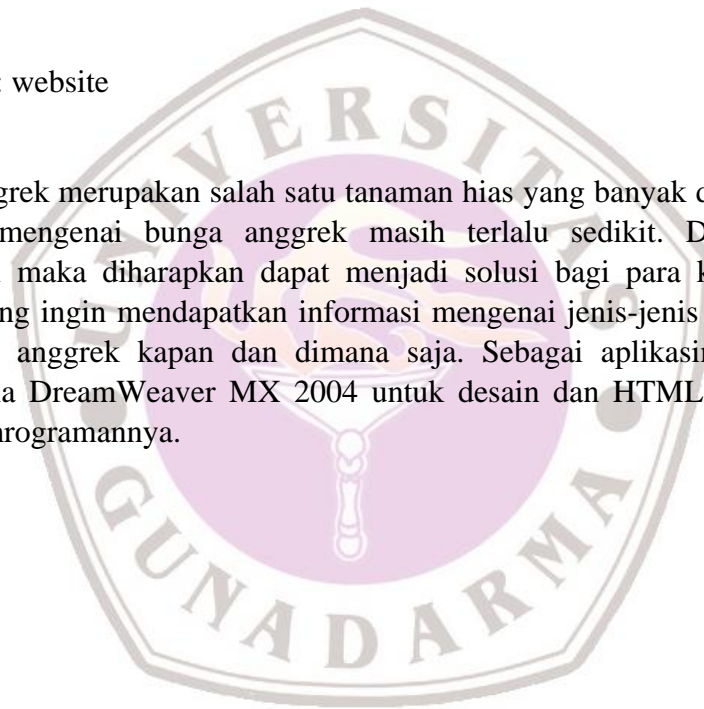 : website
grek merupakan salah satu tanaman hias yang banyak
mengenai bunga anggrek masih terlalu sedikit.
maka diharapkan dapat menjadi solusi bagi para
ng ingin mendapatkan informasi mengenai jenis-jenis
anggrek kapan dan dimana saja. Sebagai
DreamWeaver MX 2004 untuk desain dan HTML
rogramannya.
UNIVERSITAS
GUNADARMA